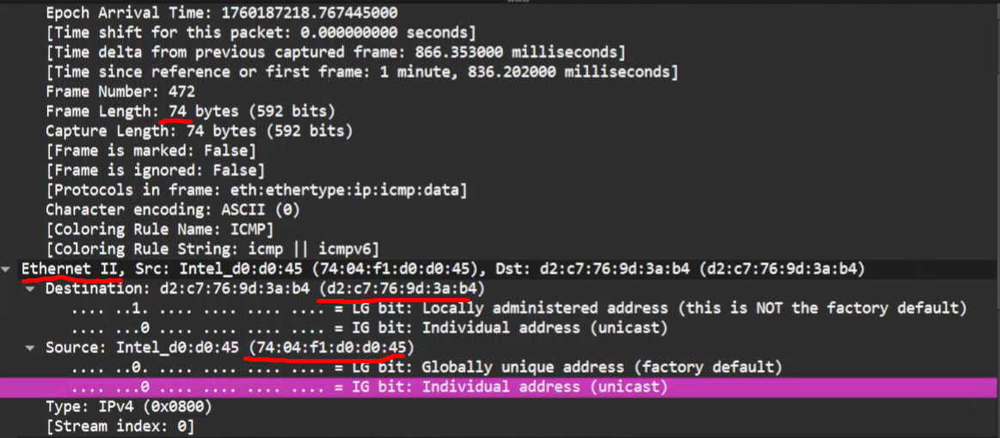 Epoch Arrival Time: 1760187218.767445000
[Time shift for this packet: 0.000000000 seconds]
[Time delta from previous captured frame: 866.353000 milliseconds]
[Time since reference or first frame: 1 minute, 836.202000 milliseconds]
Frame Number: 472
Frame Length: 74 bytes (592 bits)
Capture Length: 74 bytes (592 bits)
[Frame is marked: False]
[Frame is ignored: False]
[Protocols in frame: eth:ethertype:ip:icmp:data]
Character encoding: ASCII (0)
[Coloring Rule Name: ICMP]
[Coloring Rule String: icmp || icmpv6]
Ethernet II, Src: Intel_d0:d0:45 (74:04:f1:d0:d0:45), Dst: d2:c7:76:9d:3a:b4 (d2:c7:76:9d:3a:b4)
Destination: d2:c7:76:9d:3a:b4 (d2:c7:76:9d:3a:b4)
.... ..1. .... .... .... .... = LG bit: Locally administered address (this is NOT the factory default)
.... ...0 .... .... .... .... = IG bit: Individual address (unicast)
Source: Intel_d0:d0:45 (74:04:f1:d0:d0:45)
.... ..0. .... .... .... .... = LG bit: Globally unique address (factory default)
.... ...0 .... .... .... .... = IG bit: Individual address (unicast)
Type: IPv4 (0x0800)
[Stream index: 0]